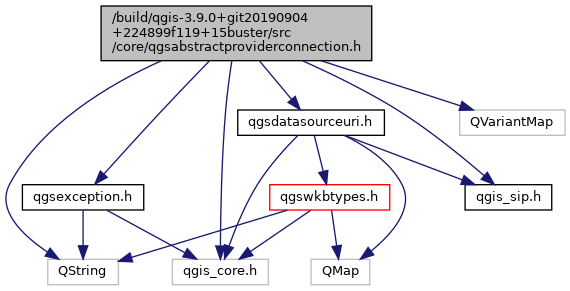 /build/qgis-3.9.0+git20190904
+224899f119+15buster/src
/core/qgsabstractproviderconnection.h
qgsdatasourceuri.h
QVariantMap
qgsexception.h
qgswkbtypes.h
qgis_sip.h
QString
qgis_core.h
QMap